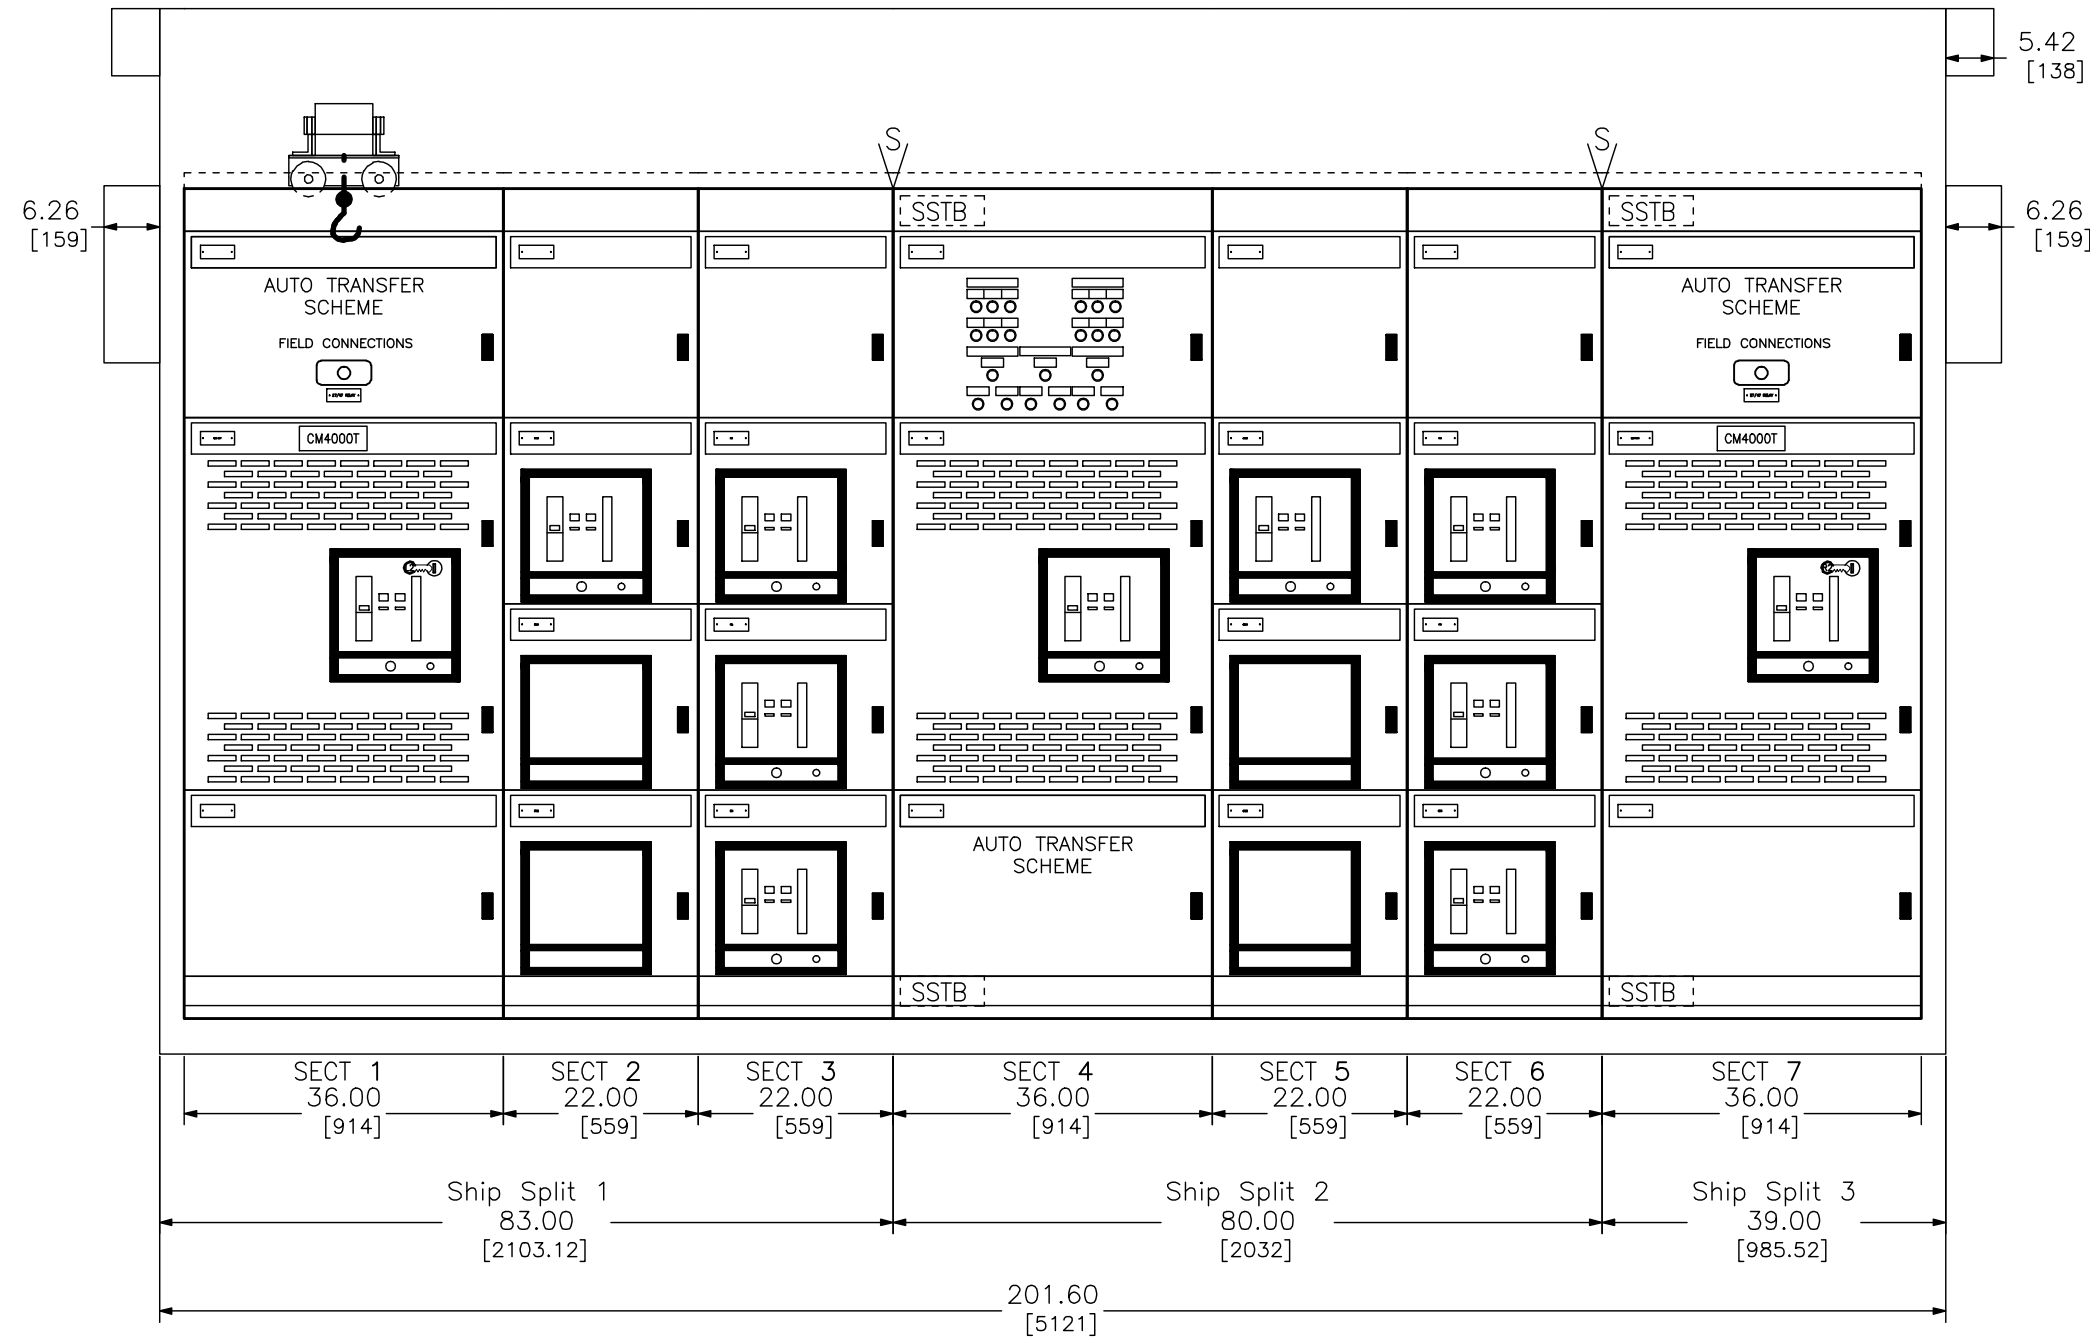 5.42
[138]
S
S
6.26
[159]
SSTB
SSTB
6.26
[159]
AUTO TRANSFER
SCHEME
FIELD CONNECTIONS
AUTO TRANSFER
SCHEME
FIELD CONNECTIONS
CM4000T
CM4000T
AUTO TRANSFER
SCHEME
SSTB
SSTB
SECT 1
36.00
[914]
SECT 2
22.00
[559]
SECT 3
22.00
[559]
SECT 4
36.00
[914]
SECT 5
22.00
[559]
SECT 6
22.00
[559]
SECT 7
36.00
[914]
Ship Split 1
83.00
[2103.12]
Ship Split 2
80.00
[2032]
Ship Split 3
39.00
[985.52]
201.60
[5121]